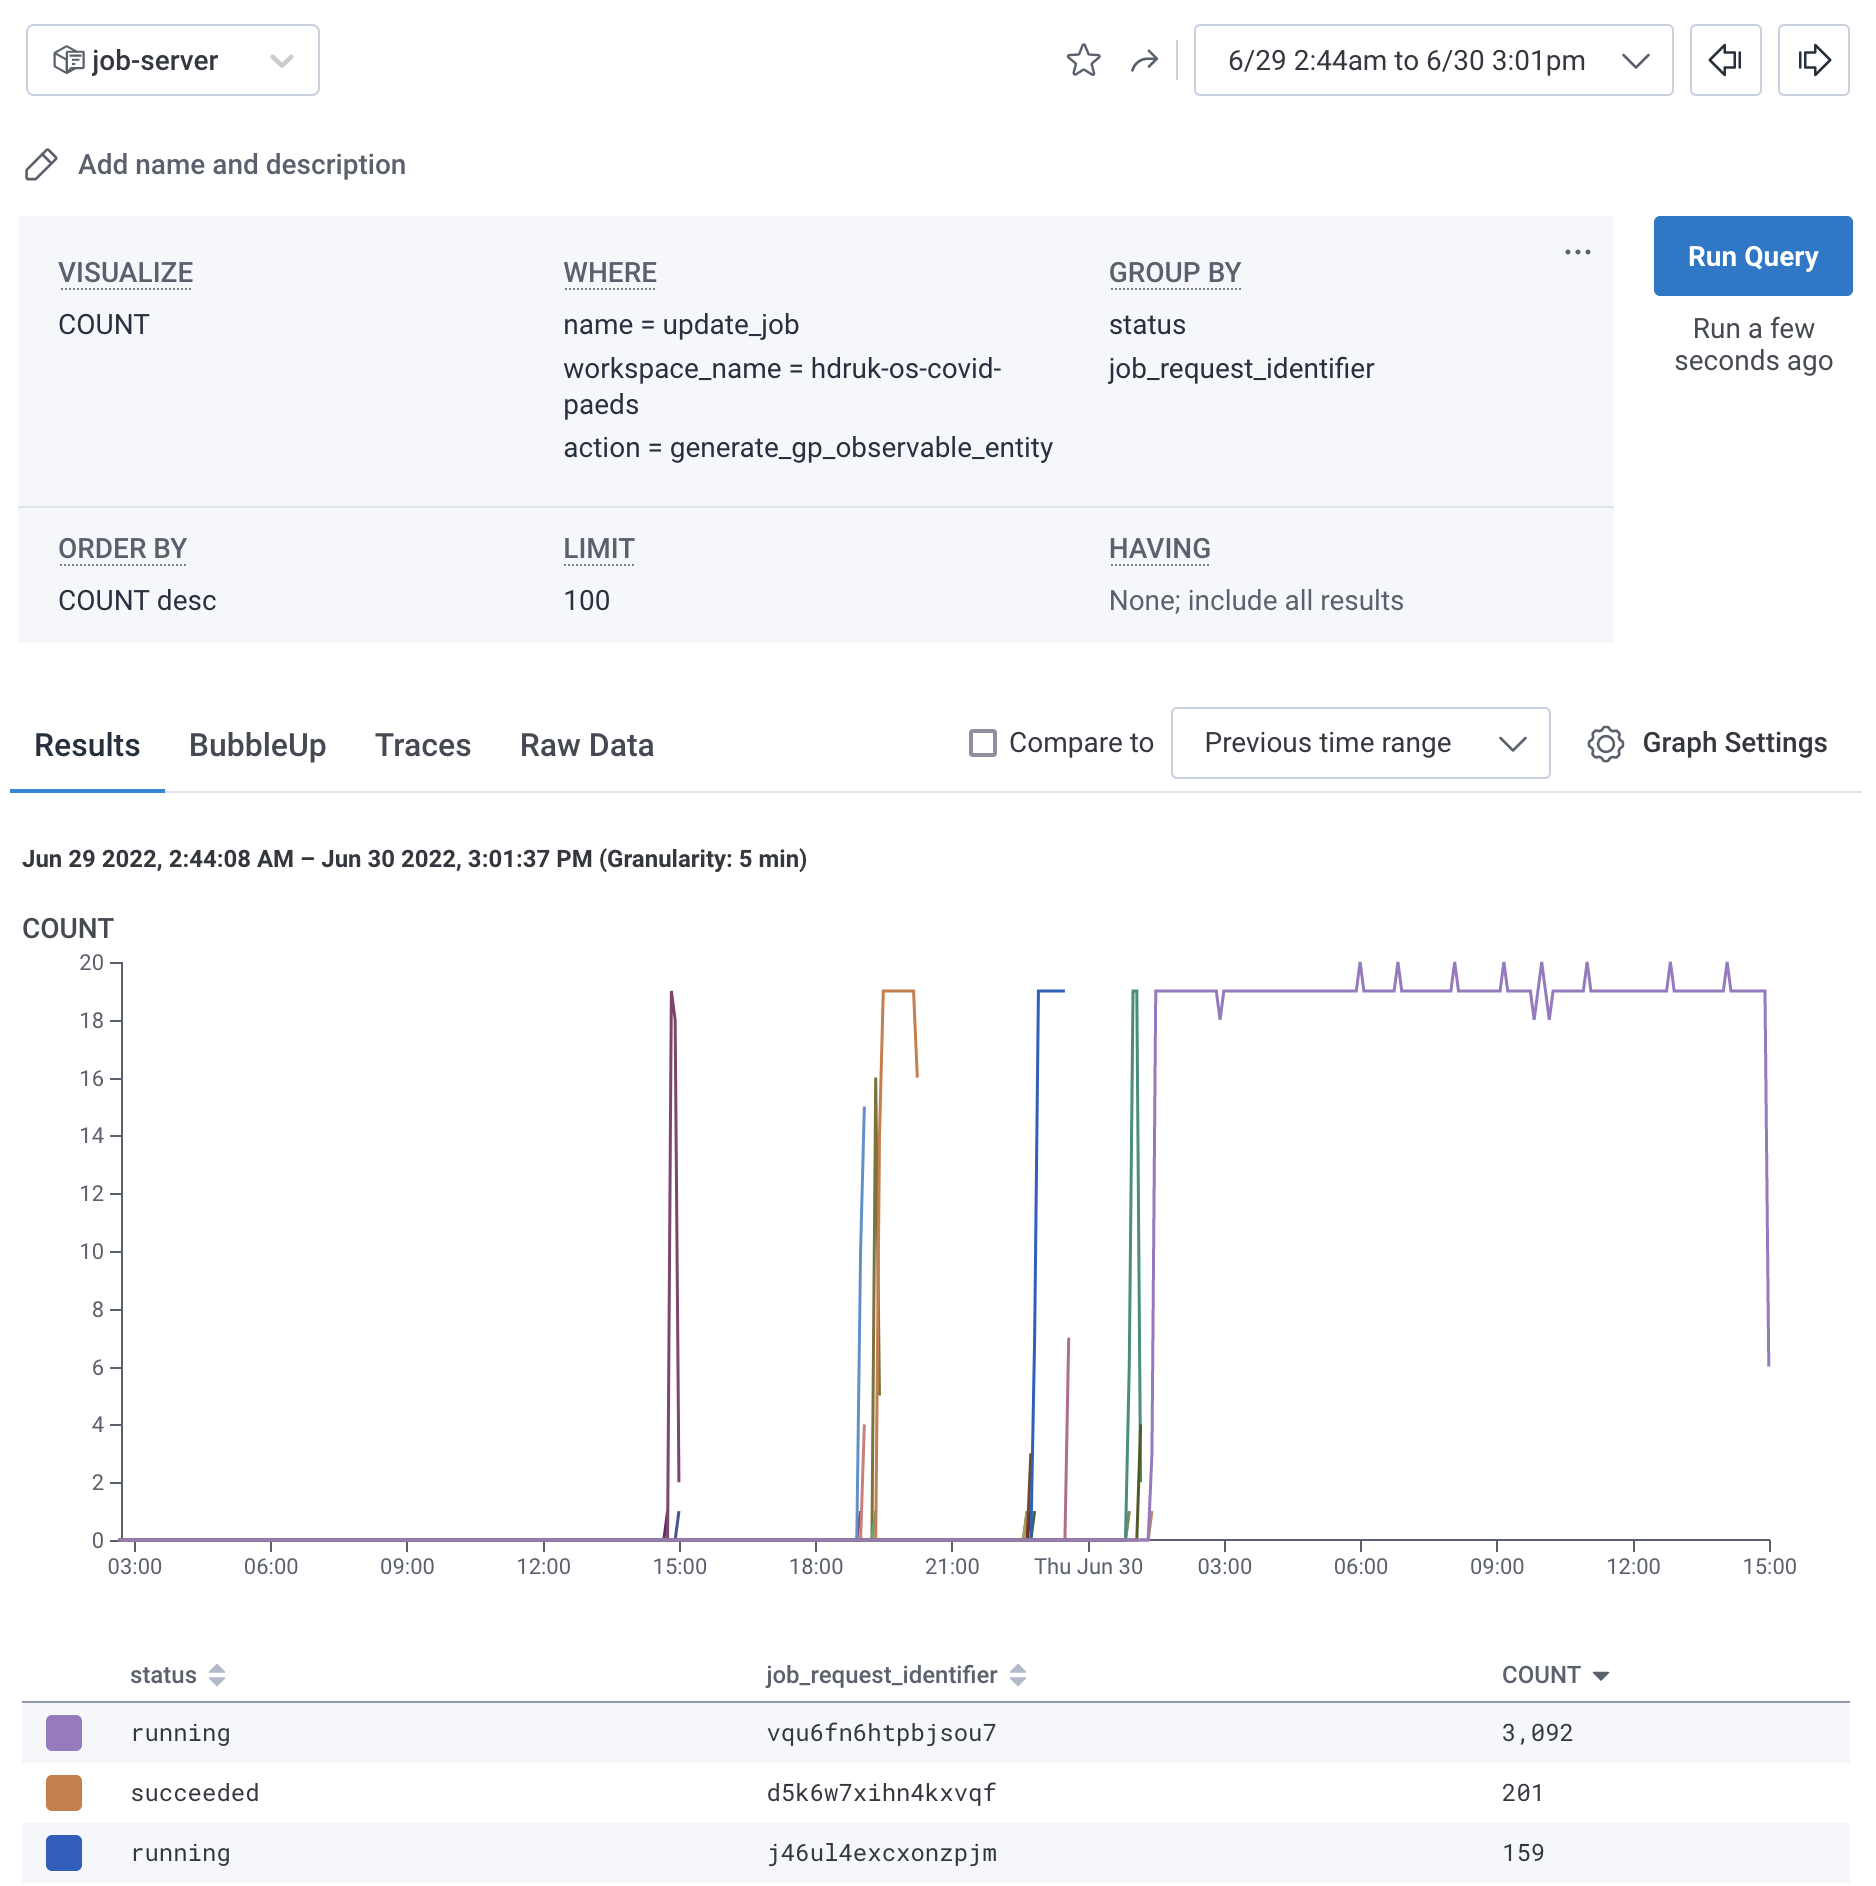 job-server
6/29 2:44am to 6/30 3:01pm
Add name and description
VISUALIZE
COUNT
WHERE
name = update_job
workspace_name = hdruk-os-covid-
paeds
action = generate_gp_observable_entity
GROUP BY
status
job_request_identifier
Run Query
Run a few
seconds ago
ORDER BY
COUNT desc
LIMIT
100
HAVING
None; include all results
Results BubbleUp Traces Raw Data
Compare to Previous time range Graph Settings
Jun 29 2022, 2:44:08 AM – Jun 30 2022, 3:01:37 PM (Granularity: 5 min)
COUNT
20
18
16
14
12
10
8
6
4
2
0
03:00 06:00 09:00 12:00 15:00 18:00 21:00 Thu Jun 30 03:00 06:00 09:00 12:00 15:00
status job_request_identifier COUNT
running vqu6fn6htpbjsou7 3,092
succeeded d5k6w7xihn4kxvqf 201
running j46ul4excxonzpjm 159